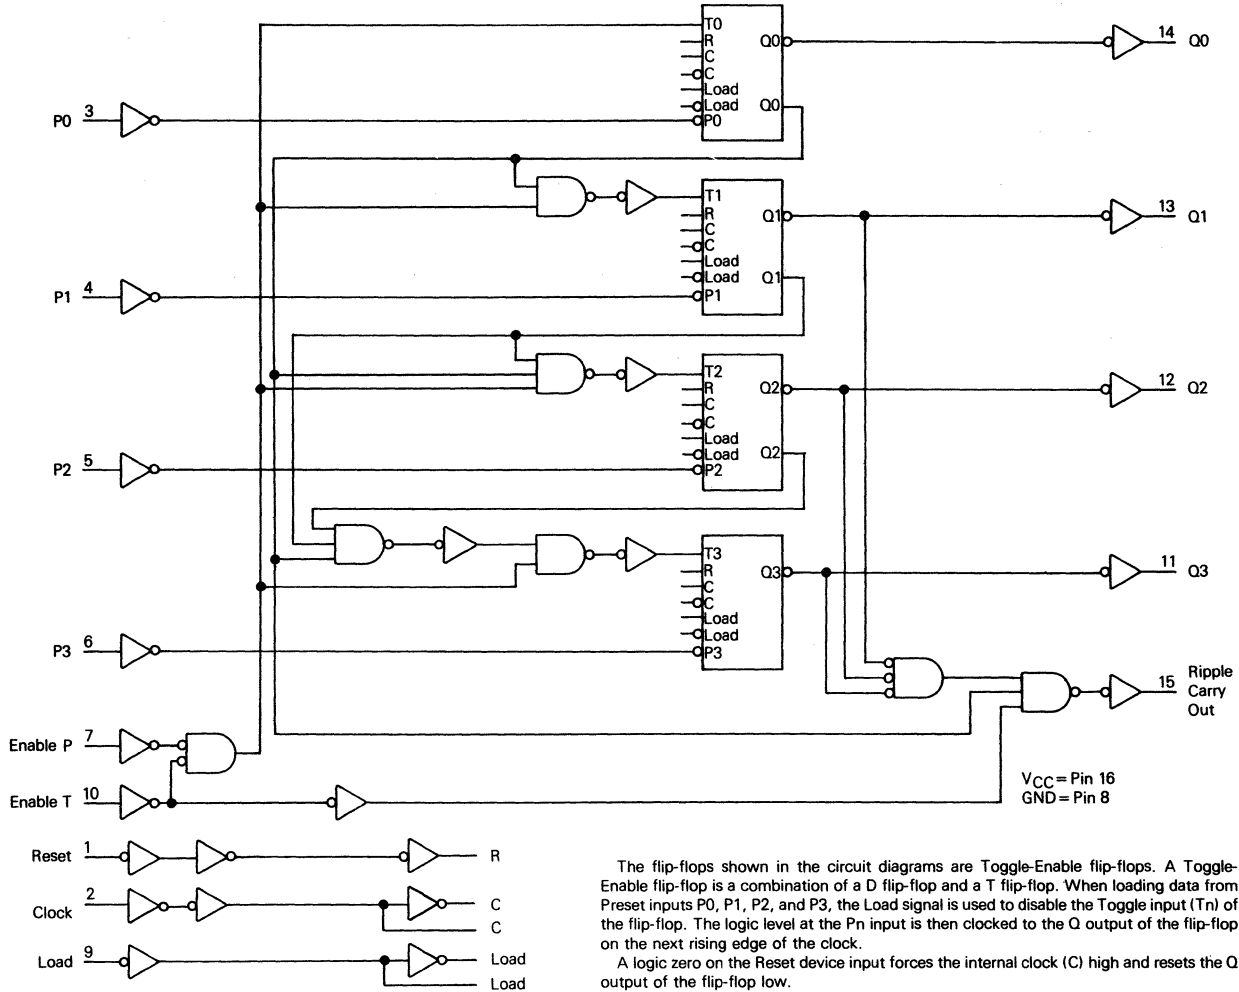 T0
R
C
C
Load
Load
P0
Q0
Q0
14 Q0
P0 3
T1
R
C
C
Load
Load
P1
Q1
Q1
13 Q1
P1 4
T2
R
C
C
Load
Load
P2
Q2
Q2
12 Q2
P2 5
T3
R
C
C
Load
Load
P3
Q3
11 Q3
P3 6
15 Ripple
Carry
Out
Enable P 7
Enable T 10
VCC = Pin 16
GND = Pin 8
Reset 1
R
Clock 2
C
C
Load 9
Load
Load
The flip-flops shown in the circuit diagrams are Toggle-Enable flip-flops. A Toggle-
Enable flip-flop is a combination of a D flip-flop and a T flip-flop. When loading data from
Preset inputs P0, P1, P2, and P3, the Load signal is used to disable the Toggle input (Tn) of
the flip-flop. The logic level at the Pn input is then clocked to the Q output of the flip-flop
on the next rising edge of the clock.
A logic zero on the Reset device input forces the internal clock (C) high and resets the Q
output of the flip-flop low.